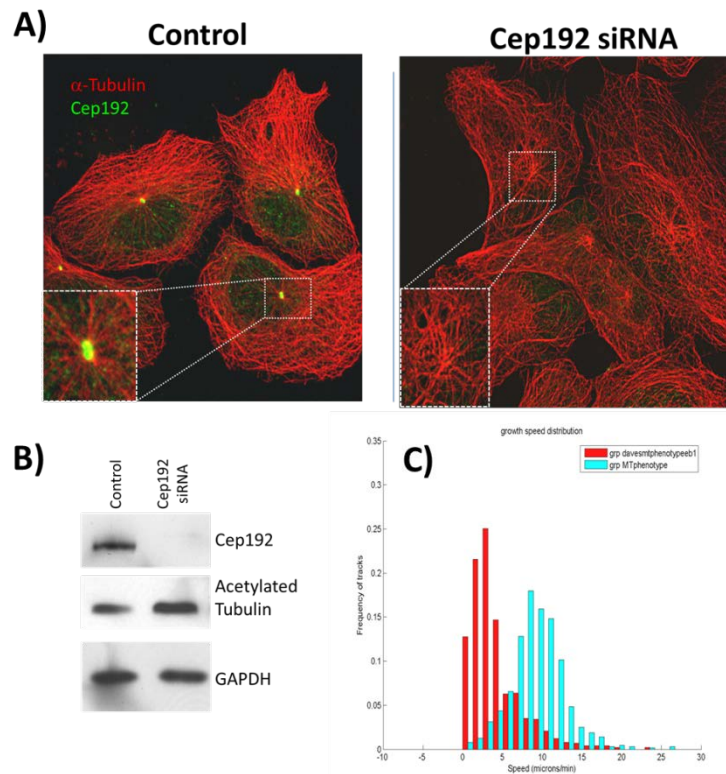 A)
Control
Cep192 siRNA
α-Tubulin
Cep192
B)
Control
Cep192
siRNA
Cep192
Acetylated
Tubulin
GAPDH
C)
growth speed distribution
grp davesmtphenotypeeb1
grp MTphenotype
Frequency of tracks
0.35
0.3
0.25
0.2
0.15
0.1
0.05
0
-10
-5
0
5
10
15
20
25
30
Speed (microns/min)